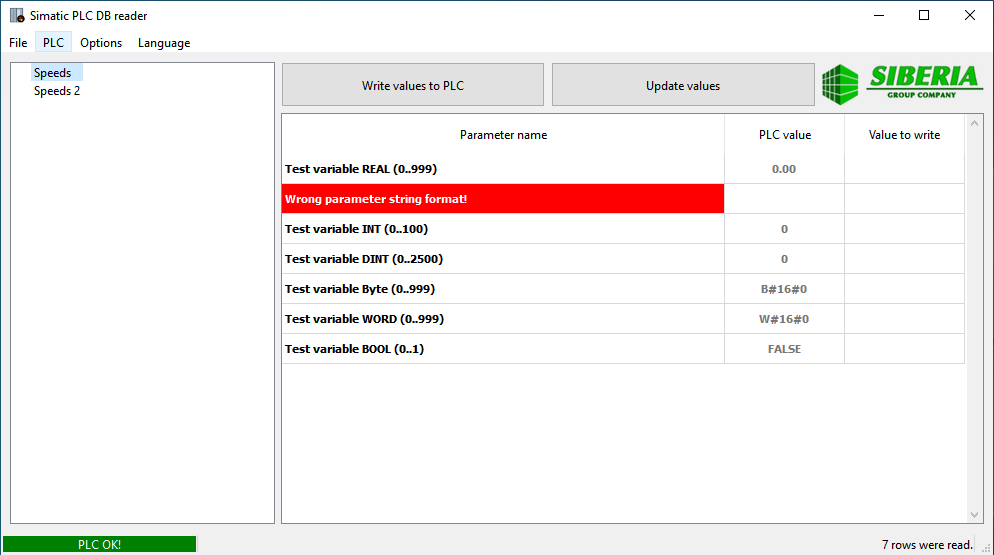 Simatic PLC DB reader
File PLC Options Language
Speeds
Speeds 2
Write values to PLC Update values
SIBERIA
GROUP COMPANY
Parameter name PLC value Value to write
Test variable REAL (0..999) 0.00
Wrong parameter string format!
Test variable INT (0..100) 0
Test variable DINT (0..2500) 0
Test variable Byte (0..999) B#16#0
Test variable WORD (0..999) W#16#0
Test variable BOOL (0..1) FALSE
PLC OK! 7 rows were read.